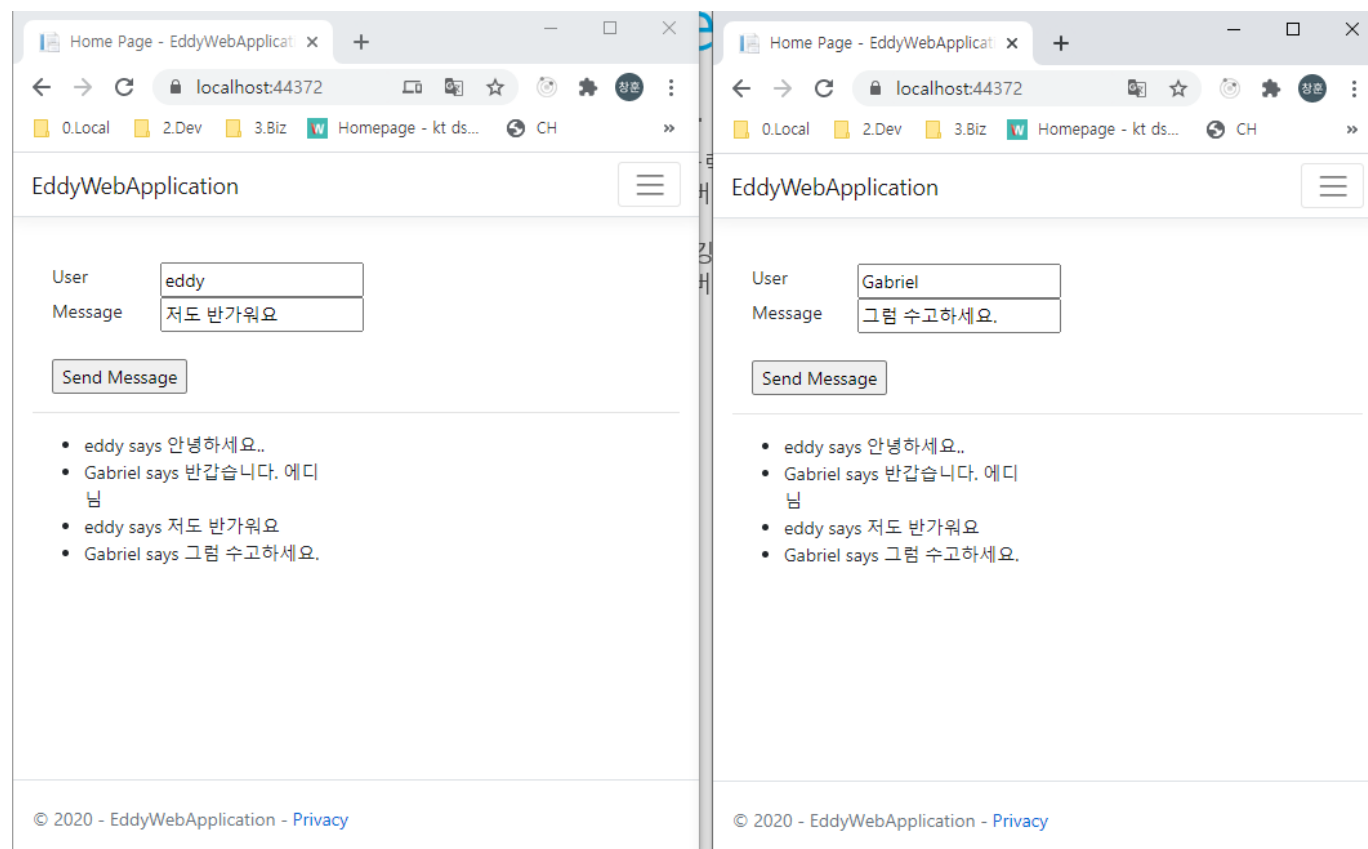 Home Page - EddyWebApplicati
localhost:44372
0.Local 2.Dev 3.Biz Homepage - kt ds... CH »
EddyWebApplication
User eddy
Message 저도 반가워요
Send Message
• eddy says 안녕하세요..
• Gabriel says 반갑습니다. 에디
님
• eddy says 저도 반가워요
• Gabriel says 그럼 수고하세요.
© 2020 - EddyWebApplication - Privacy
Home Page - EddyWebApplicati
localhost:44372
창훈
0.Local 2.Dev 3.Biz Homepage - kt ds... CH »
EddyWebApplication
User Gabriel
Message 그럼 수고하세요.
Send Message
• eddy says 안녕하세요..
• Gabriel says 반갑습니다. 에디
님
• eddy says 저도 반가워요
• Gabriel says 그럼 수고하세요.
© 2020 - EddyWebApplication - Privacy